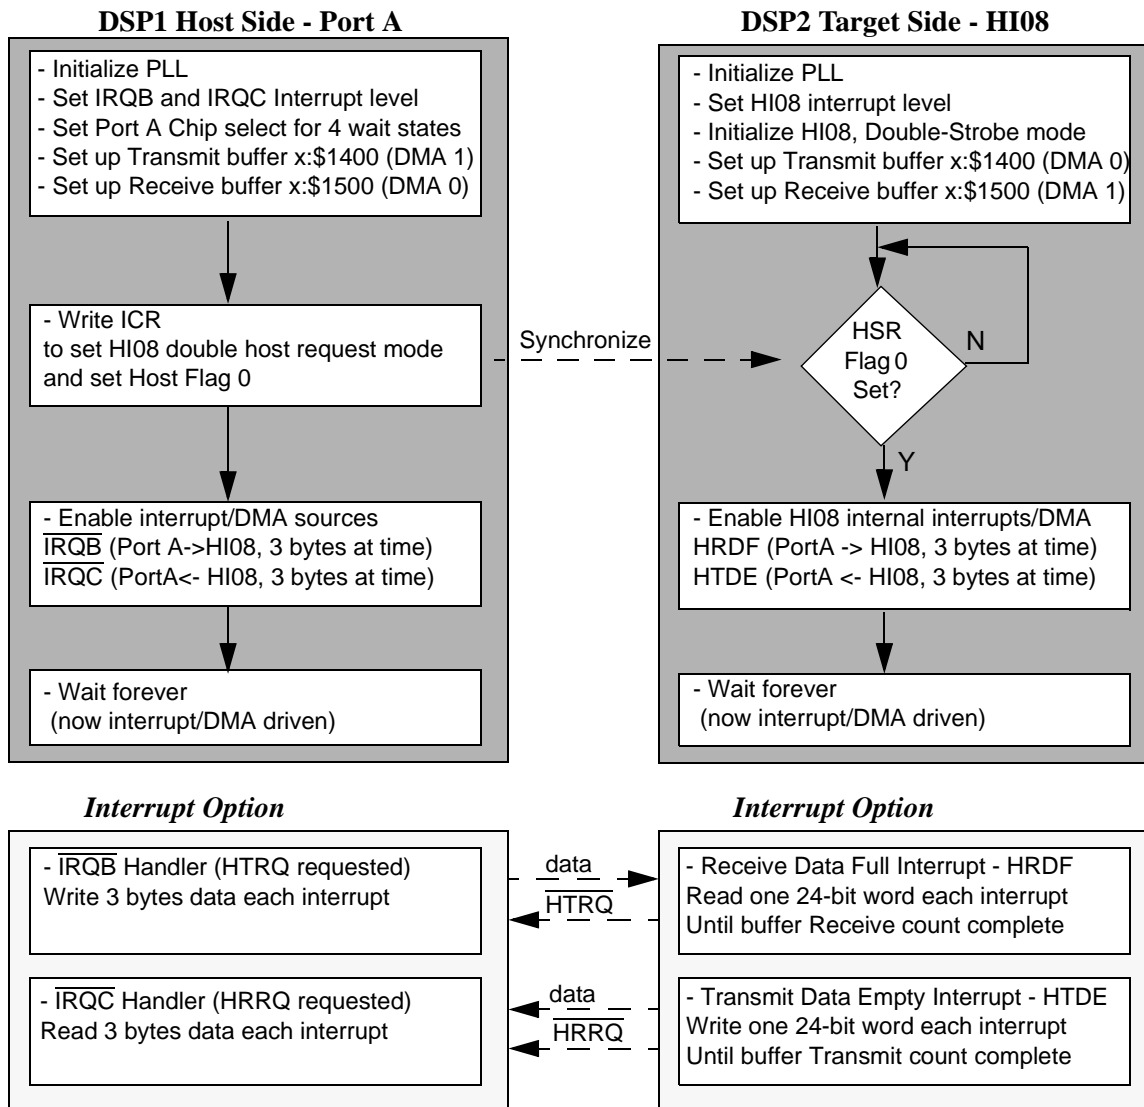 DSP1 Host Side - Port A
- Initialize PLL
- Set IRQB and IRQC Interrupt level
- Set Port A Chip select for 4 wait states
- Set up Transmit buffer x:$1400 (DMA 1)
- Set up Receive buffer x:$1500 (DMA 0)
- Write ICR
to set HI08 double host request mode
and set Host Flag 0
- Enable interrupt/DMA sources
IRQB (Port A->HI08, 3 bytes at time)
IRQC (PortA<- HI08, 3 bytes at time)
- Wait forever
(now interrupt/DMA driven)
Synchronize
DSP2 Target Side - HI08
- Initialize PLL
- Set HI08 interrupt level
- Initialize HI08, Double-Strobe mode
- Set up Transmit buffer x:$1400 (DMA 0)
- Set up Receive buffer x:$1500 (DMA 1)
HSR
Flag 0
Set?
N
Y
- Enable HI08 internal interrupts/DMA
HRDF (PortA -> HI08, 3 bytes at time)
HTDE (PortA <- HI08, 3 bytes at time)
- Wait forever
(now interrupt/DMA driven)
Interrupt Option
- IRQB Handler (HTRQ requested)
Write 3 bytes data each interrupt
- IRQC Handler (HRRQ requested)
Read 3 bytes data each interrupt
data
HTRQ
data
HRRQ
Interrupt Option
- Receive Data Full Interrupt - HRDF
Read one 24-bit word each interrupt
Until buffer Receive count complete
- Transmit Data Empty Interrupt - HTDE
Write one 24-bit word each interrupt
Until buffer Transmit count complete